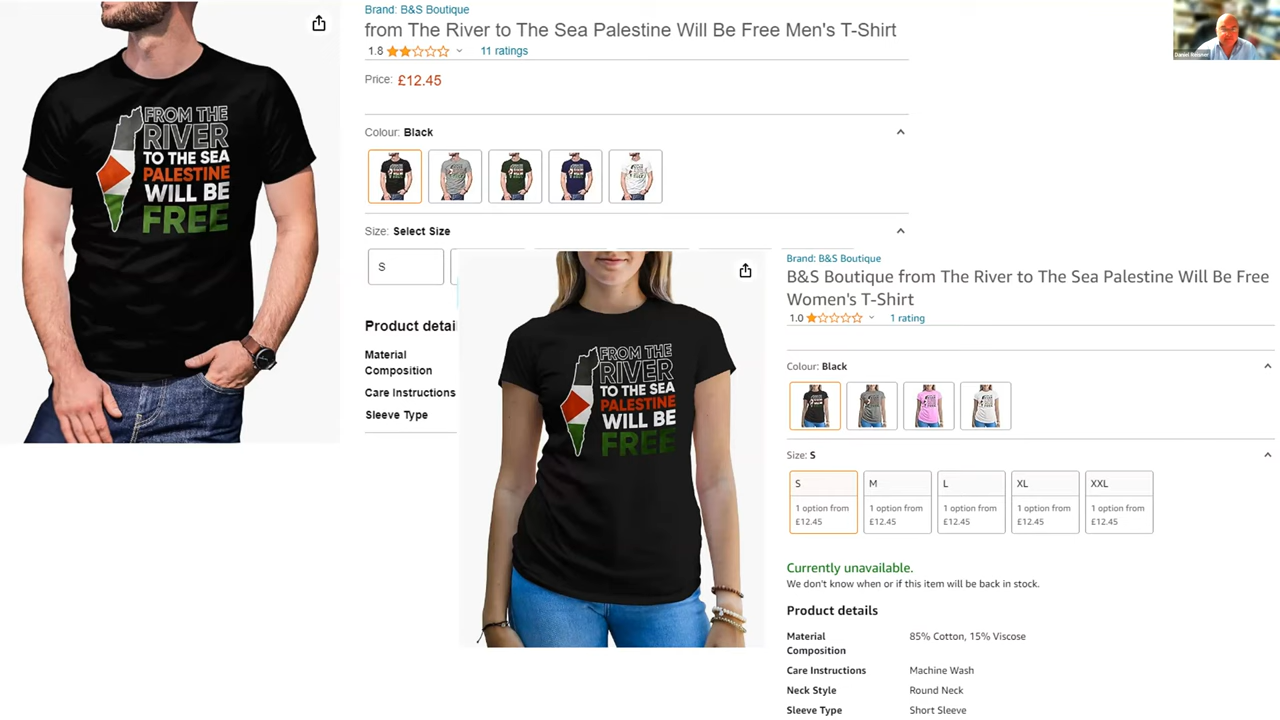 Brand: B&S Boutique
from The River to The Sea Palestine Will Be Free Men's T-Shirt
1.8
11 ratings
Price: £12.45
Colour: Black
Size: Select Size
S
Product detai
Material
Composition
Care Instructions
Sleeve Type
FROM THE
RIVER
TO THE SEA
PALESTINE
WILL BE
FREE
FROM THE
RIVER
TO THE SEA
PALESTINE
WILL BE
FREE
Brand: B&S Boutique
B&S Boutique from The River to The Sea Palestine Will Be Free
Women's T-Shirt
1.0
1 rating
Colour: Black
Size: S
S M L XL XXL
1 option from 1 option from 1 option from 1 option from 1 option from
£12.45 £12.45 £12.45 £12.45 £12.45
Currently unavailable.
We don't know when or if this item will be back in stock.
Product details
Material 85% Cotton, 15% Viscose
Composition
Care Instructions Machine Wash
Neck Style Round Neck
Sleeve Type Short Sleeve